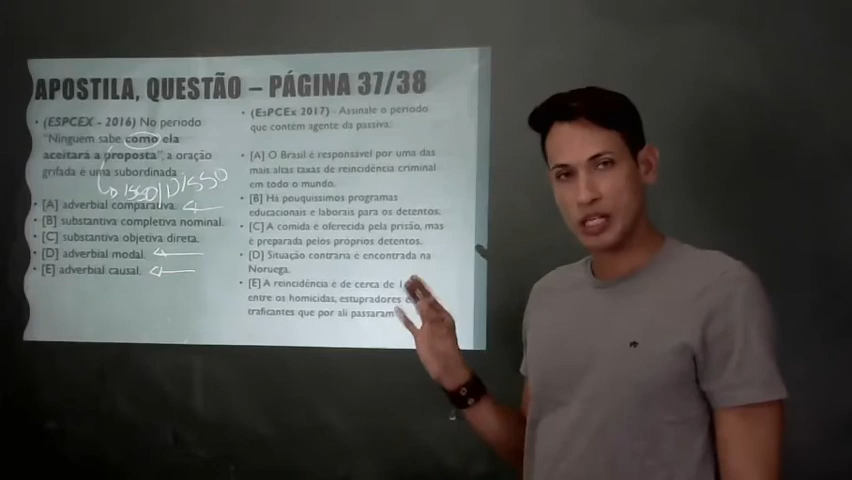 APOSTILA, QUESTÃO – PÁGINA 37/38
• (ESPCEX - 2016) No período
"Ninguém sabe como ela
aceitará a proposta", a oração
grifada é uma subordinada
ISSO/DISSO
• [A] adverbial comparativa.
• [B] substantiva completiva nominal.
• [C] substantiva objetiva direta.
• [D] adverbial modal.
• [E] adverbial causal.
• (EsPCEx 2017) Assinale o período
que contém agente da passiva:
• [A] O Brasil é responsável por uma das
mais altas taxas de reincidência criminal
em todo o mundo.
• [B] Há pouquíssimos programas
educacionais e laborais para os detentos.
• [C] A comida é oferecida pela prisão, mas
é preparada pelos próprios detentos.
• [D] Situação contrária é encontrada na
Noruega.
• [E] A reincidência é de cerca de
entre os homicidas, estupradores e
traficantes que por ali passaram